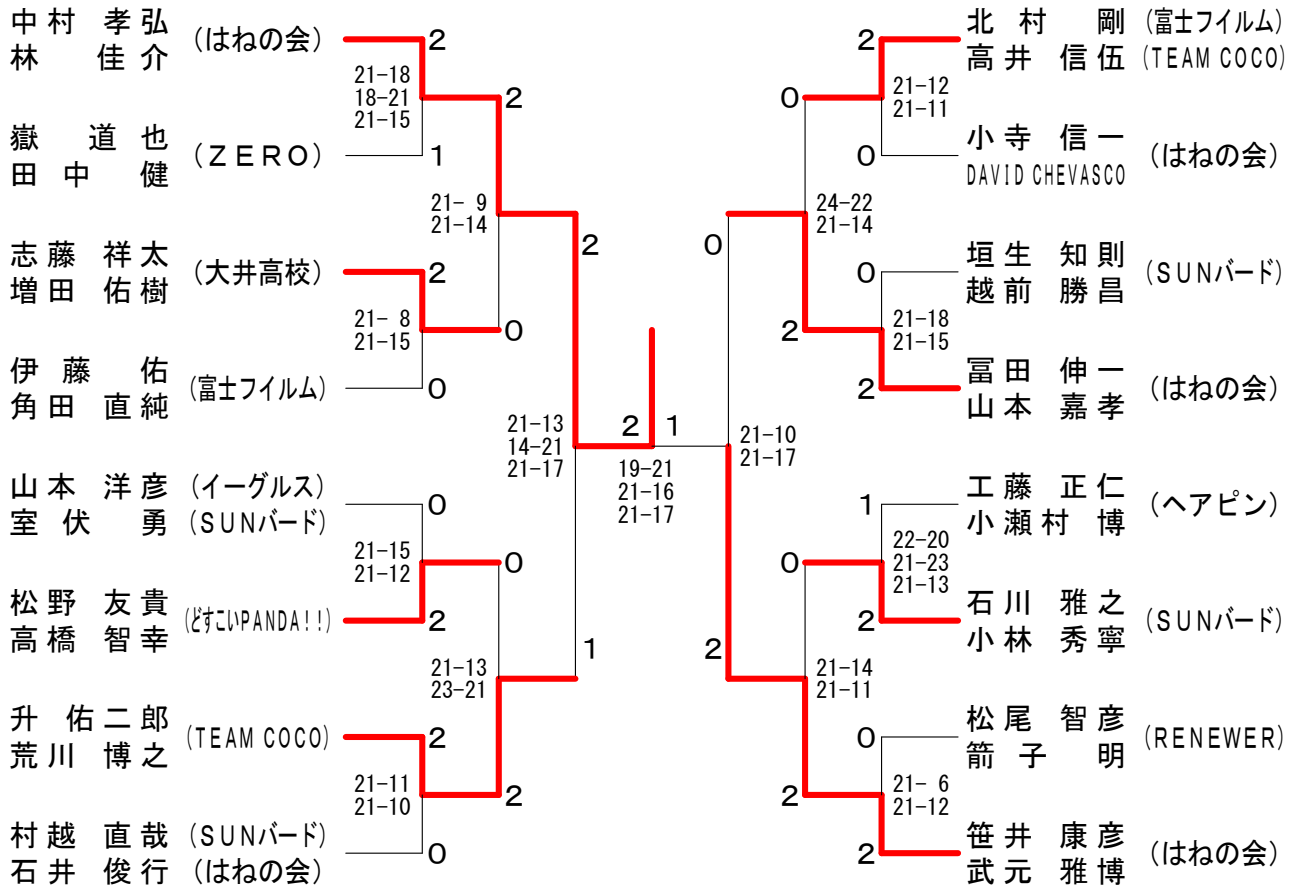 中村 孝弘 (はねの会)
林 佳介
2
21-18
18-21
21-15
2
嶽 道也 (ZERO)
田中 健
1
21- 9
21-14
志藤 祥太 (大井高校)
増田 佑樹
2
21- 8
21-15
0
伊藤 佑 (富士フイルム)
角田 直純
0
2
21-13
14-21
21-17
山本 洋彦 (イーグルス)
室伏 勇 (SUNバード)
0
21-15
21-12
0
松野 友貴 (どすこいPANDA!!)
高橋 智幸
2
21-13
23-21
1
升 佑二郎 (TEAM COCO)
荒川 博之
2
21-11
21-10
2
村越 直哉 (SUNバード)
石井 俊行 (はねの会)
0
2 1
19-21
21-16
21-17
北村 剛 (富士フイルム)
高井 信伍 (TEAM COCO)
2
21-12
21-11
0
小寺 信一 (はねの会)
DAVID CHEVASCO
0
24-22
21-14
0
垣生 知則 (SUNバード)
越前 勝昌
0
21-18
21-15
2
冨田 伸一 (はねの会)
山本 嘉孝
2
21-10
21-17
工藤 正仁 (ヘアピン)
小瀬村 博
1
22-20
21-23
21-13
0
石川 雅之 (SUNバード)
小林 秀寧
2
2
21-14
21-11
松尾 智彦 (RENEWER)
箭子 明
0
21- 6
21-12
2
笹井 康彦 (はねの会)
武元 雅博
2